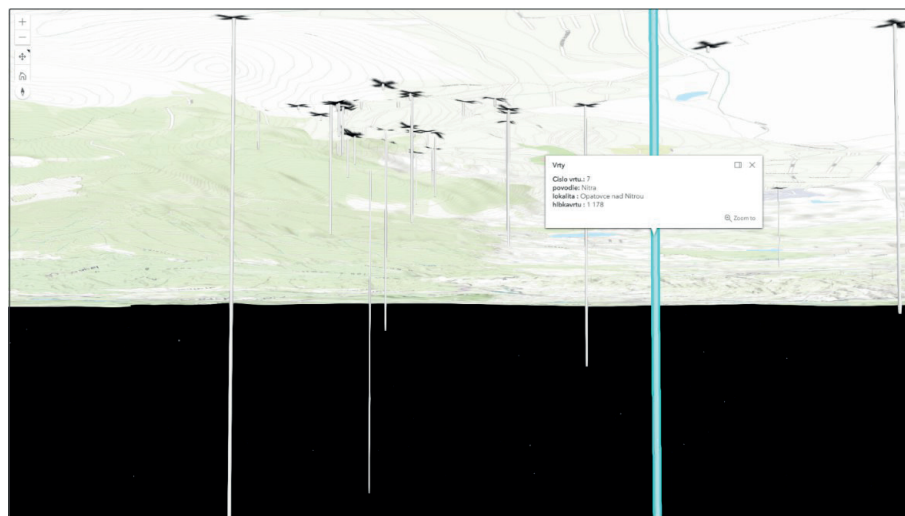 Vrty
Cislo vrtu.: 7
povodie: Nitra
lokalita : Opatovce nad Nitrou
hlbkavrtu : 1 178
Zoom to